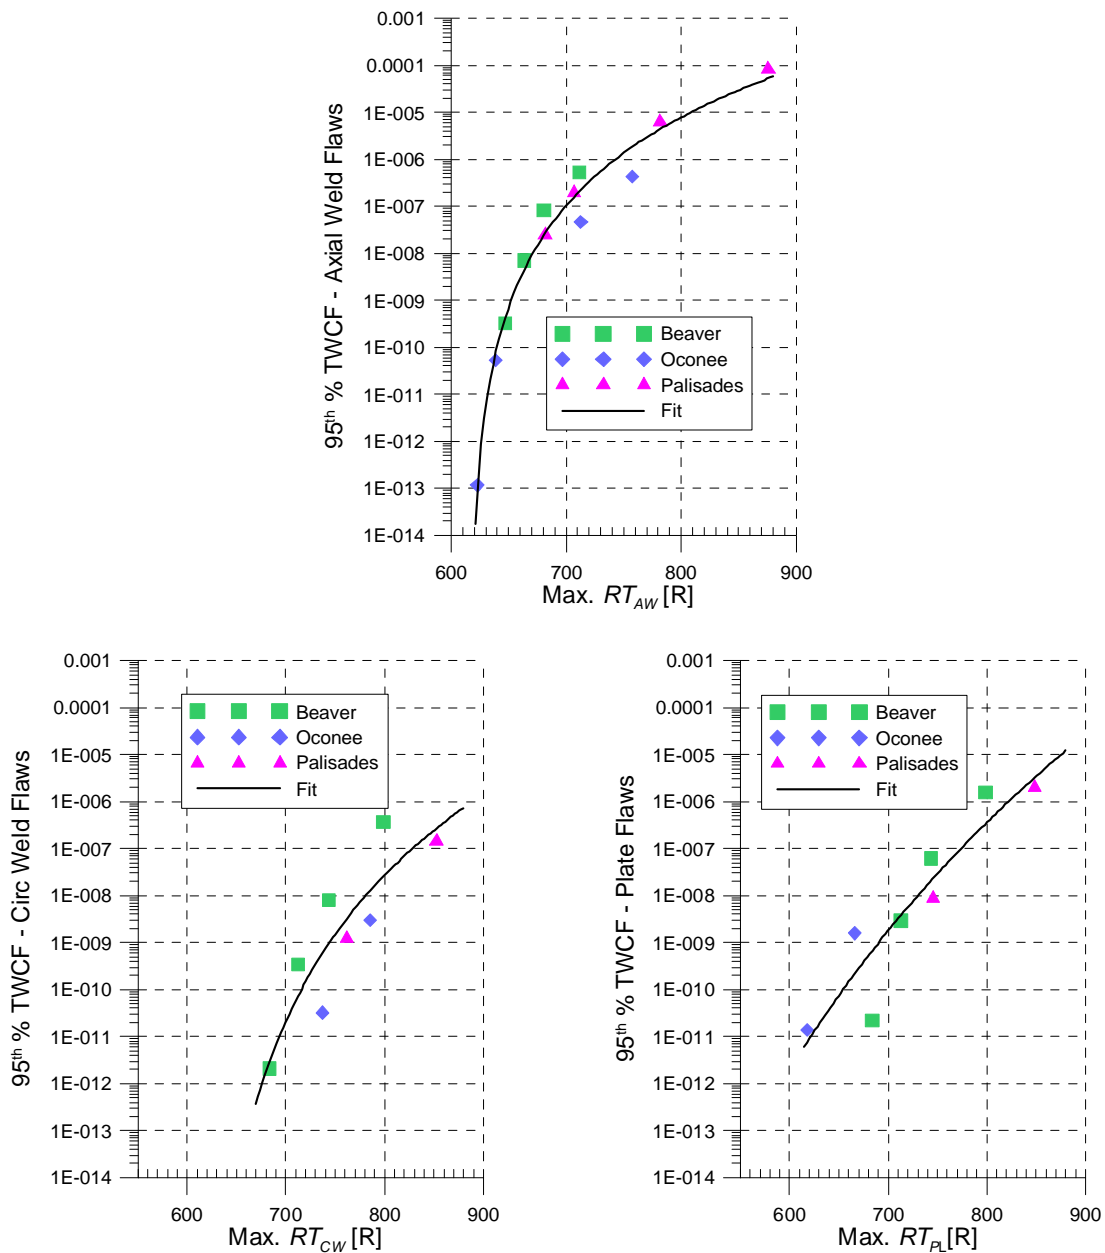 0.001
0.0001
1E-005
1E-006
1E-007
1E-008
1E-009
1E-010
1E-011
1E-012
1E-013
1E-014
95th % TWCF - Axial Weld Flaws
Beaver
Oconee
Palisades
Fit
600 700 800 900
Max. RT_AW [R]
0.001
0.0001
1E-005
1E-006
1E-007
1E-008
1E-009
1E-010
1E-011
1E-012
1E-013
1E-014
95th % TWCF - Circ Weld Flaws
Beaver
Oconee
Palisades
Fit
600 700 800 900
Max. RT_CW [R]
0.001
0.0001
1E-005
1E-006
1E-007
1E-008
1E-009
1E-010
1E-011
1E-012
1E-013
1E-014
95th % TWCF - Plate Flaws
Beaver
Oconee
Palisades
Fit
600 700 800 900
Max. RT_PL [R]